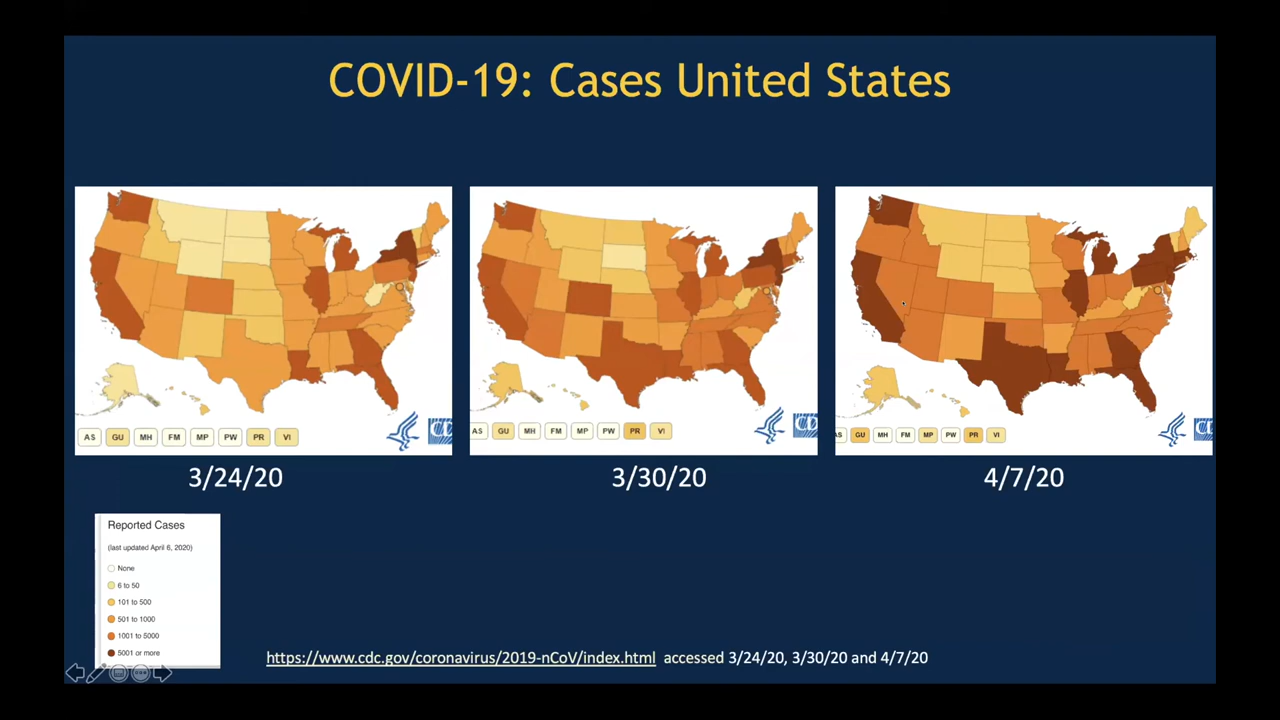 COVID-19: Cases United States
AS GU MH FM MP PW PR VI
AS GU MH FM MP PW PR VI
AS GU MH FM MP PW PR VI
3/24/20 3/30/20 4/7/20
Reported Cases
(last updated April 6, 2020)
None
6 to 50
101 to 500
501 to 1000
1001 to 5000
5001 or more
https://www.cdc.gov/coronavirus/2019-nCoV/index.html accessed 3/24/20, 3/30/20 and 4/7/20